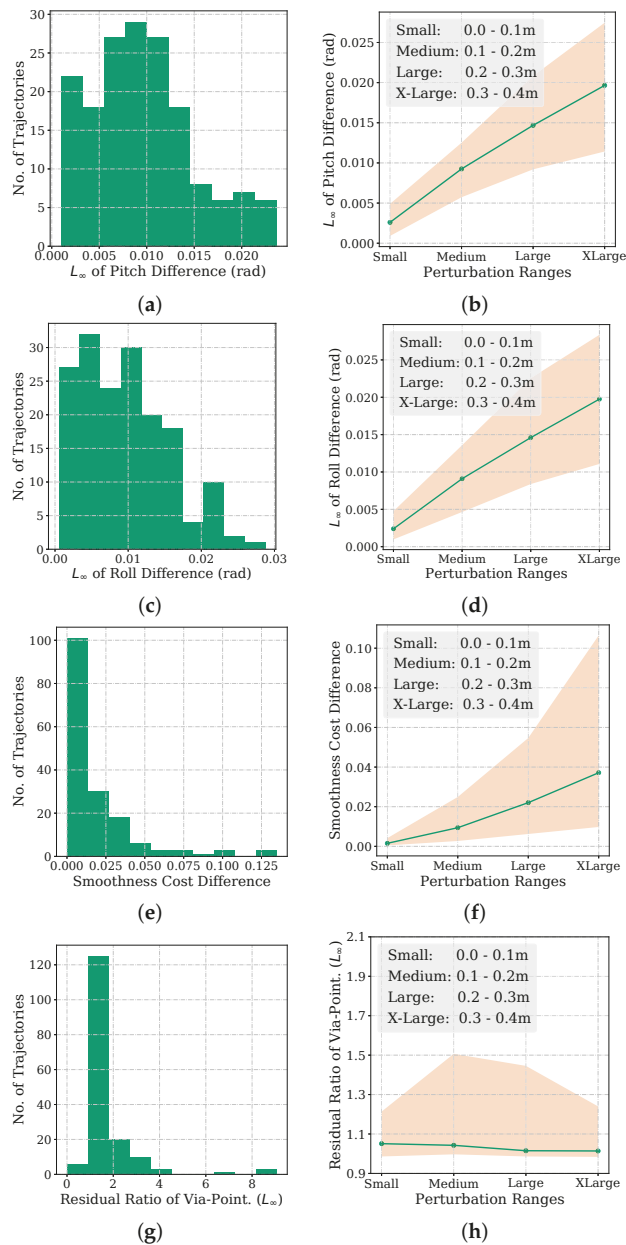 30
25
20
15
10
5
0
No. of Trajectories
0.000 0.005 0.010 0.015 0.020
L∞ of Pitch Difference (rad)
(a)
0.025
0.020
0.015
0.010
0.005
0.000
L∞ of Pitch Difference (rad)
Small: 0.0 - 0.1m
Medium: 0.1 - 0.2m
Large: 0.2 - 0.3m
X-Large: 0.3 - 0.4m
Small Medium Large XLarge
Perturbation Ranges
(b)
30
25
20
15
10
5
0
No. of Trajectories
0.00 0.01 0.02 0.03
L∞ of Roll Difference (rad)
(c)
0.025
0.020
0.015
0.010
0.005
0.000
L∞ of Roll Difference (rad)
Small: 0.0 - 0.1m
Medium: 0.1 - 0.2m
Large: 0.2 - 0.3m
X-Large: 0.3 - 0.4m
Small Medium Large XLarge
Perturbation Ranges
(d)
100
80
60
40
20
0
No. of Trajectories
0.000 0.025 0.050 0.075 0.100 0.125
Smoothness Cost Difference
(e)
0.10
0.08
0.06
0.04
0.02
0.00
Smoothness Cost Difference
Small: 0.0 - 0.1m
Medium: 0.1 - 0.2m
Large: 0.2 - 0.3m
X-Large: 0.3 - 0.4m
Small Medium Large XLarge
Perturbation Ranges
(f)
120
100
80
60
40
20
0
No. of Trajectories
0 2 4 6 8
Residual Ratio of Via-Point. (L∞)
(g)
2.1
1.9
1.7
1.5
1.3
1.1
0.9
Residual Ratio of Via-Point. (L∞)
Small: 0.0 - 0.1m
Medium: 0.1 - 0.2m
Large: 0.2 - 0.3m
X-Large: 0.3 - 0.4m
Small Medium Large XLarge
Perturbation Ranges
(h)